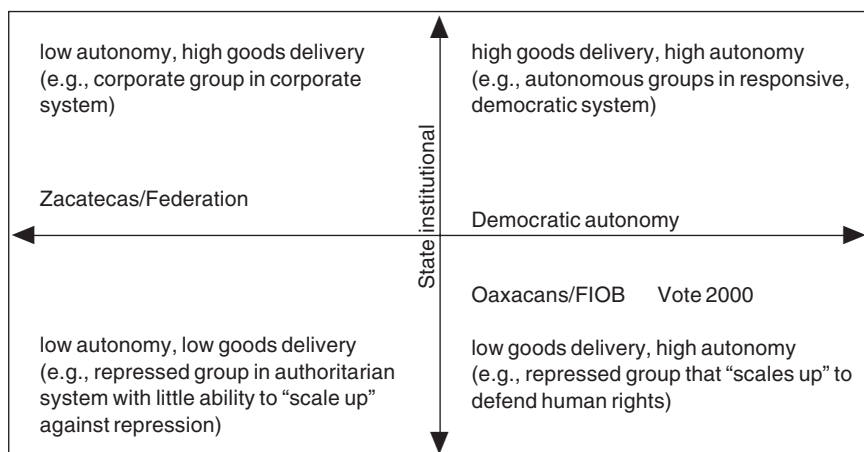 low autonomy, high goods delivery
(e.g., corporate group in corporate
system)
Zacatecas/Federation
high goods delivery, high autonomy
(e.g., autonomous groups in responsive,
democratic system)
State institutional
Democratic autonomy
low autonomy, low goods delivery
(e.g., repressed group in authoritarian
system with little ability to “scale up”
against repression)
Oaxacans/FIOB Vote 2000
low goods delivery, high autonomy
(e.g., repressed group that “scales up” to
defend human rights)